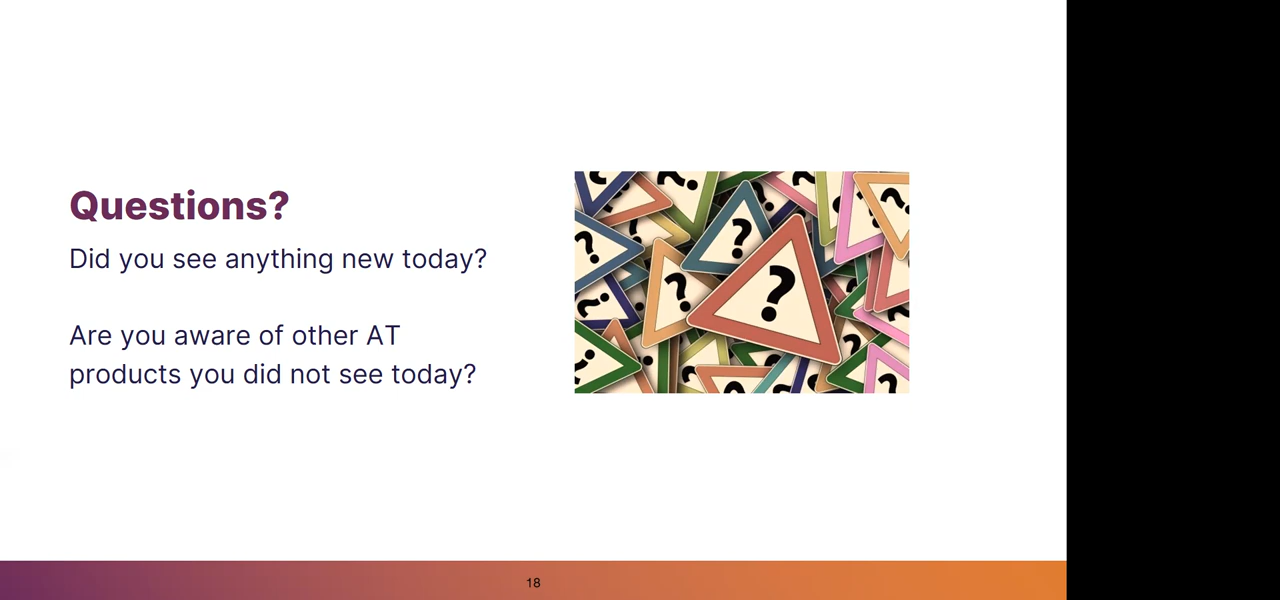 Questions?
Did you see anything new today?
Are you aware of other AT
products you did not see today?
18